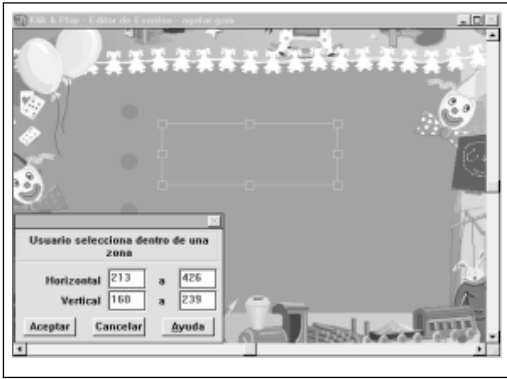 Klik & Play - Editor de Eventos - agafar.gam
Usuario selecciona dentro de una
zona
Horizontal 213 a 426
Vertical 160 a 239
Aceptar Cancelar Ayuda